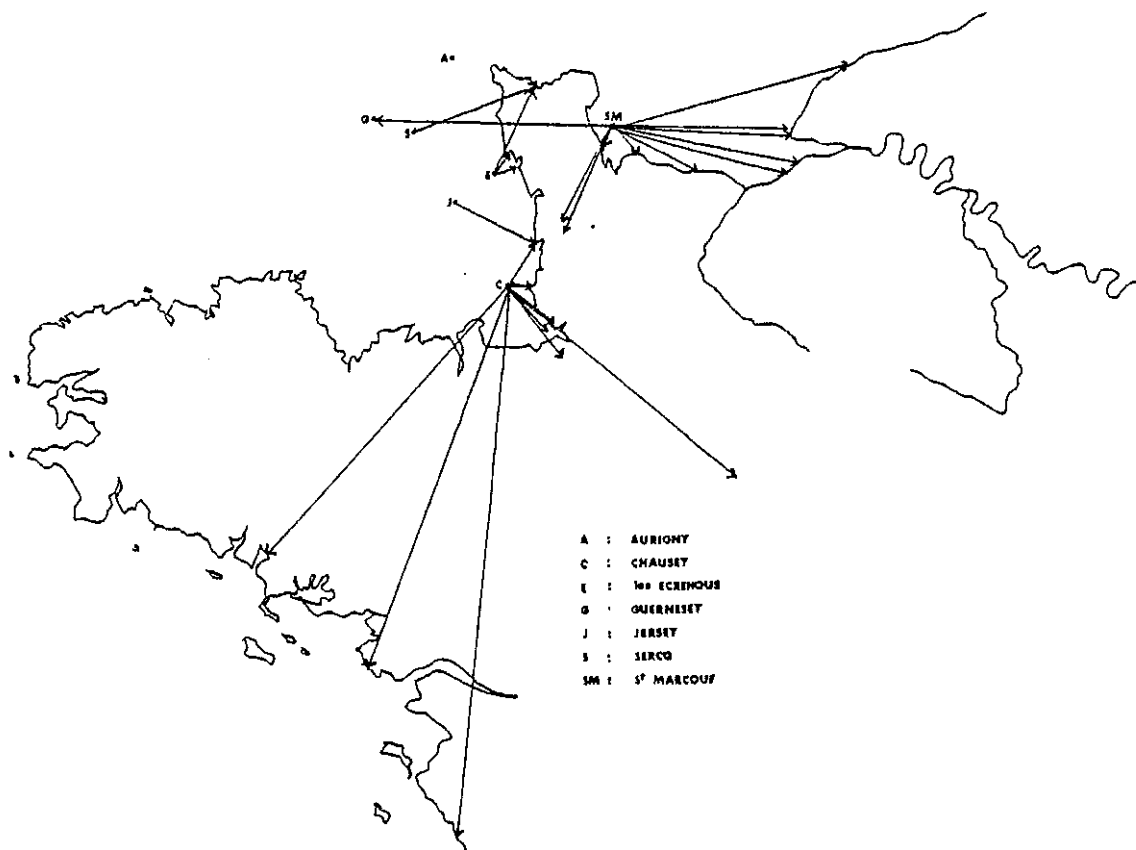 A
SM
G
S
E
J
C
A : AURIGNY
C : CHAUSEY
E : les ECREHOUS
G : GUERNESEY
J : JERSEY
S : SERCQ
SM : St MARCOUF